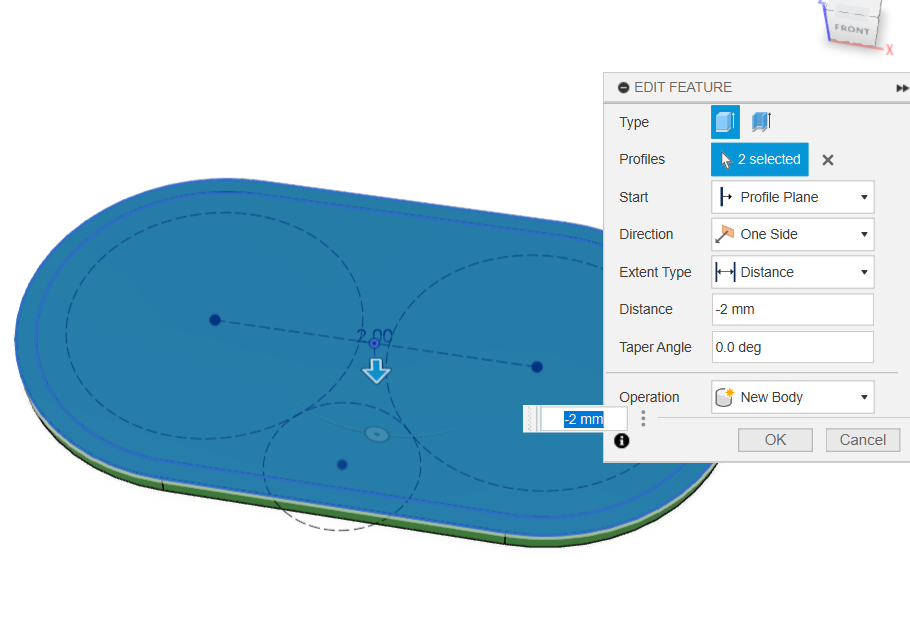 FRONT
X
EDIT FEATURE
Type
Profiles 2 selected
Start Profile Plane
Direction One Side
Extent Type Distance
Distance -2 mm
Taper Angle 0.0 deg
Operation New Body
OK Cancel
2.00
-2 mm